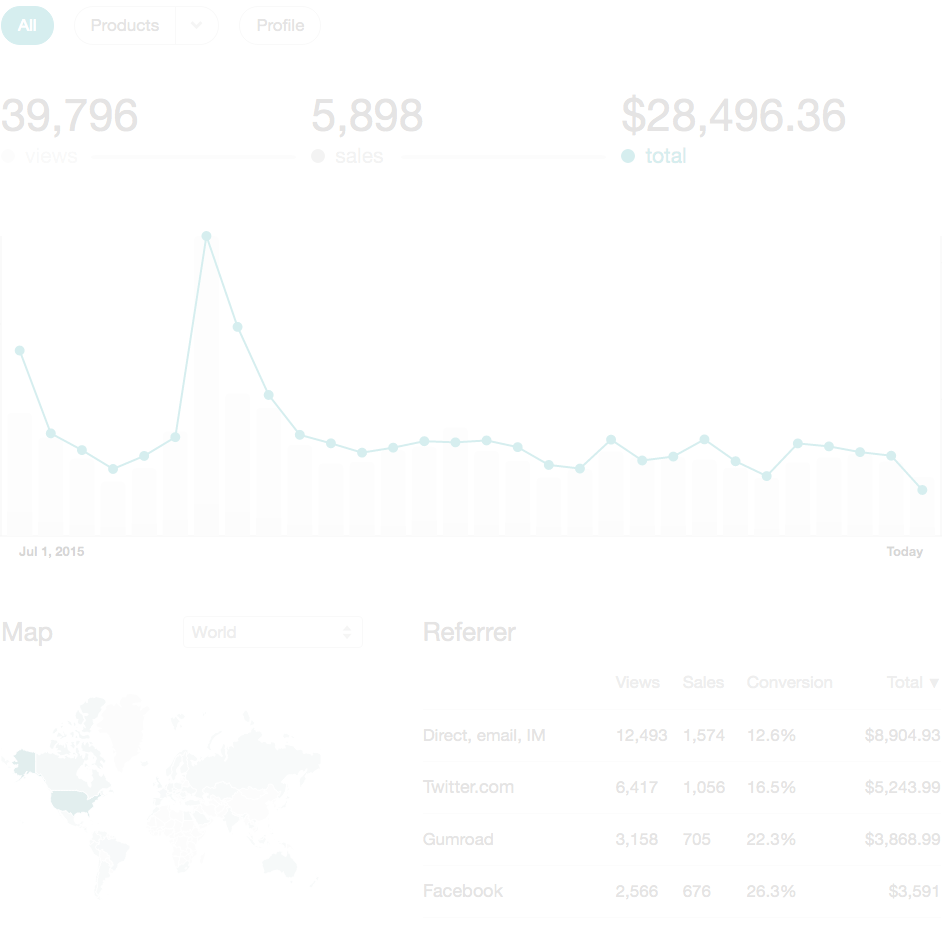 All Products Profile
39,796 5,898 $28,496.36
views sales total
Jul 1, 2015 Today
Map World Referrer
Views Sales Conversion Total ▼
Direct, email, IM 12,493 1,574 12.6% $8,904.93
Twitter.com 6,417 1,056 16.5% $5,243.99
Gumroad 3,158 705 22.3% $3,868.99
Facebook 2,566 676 26.3% $3,591